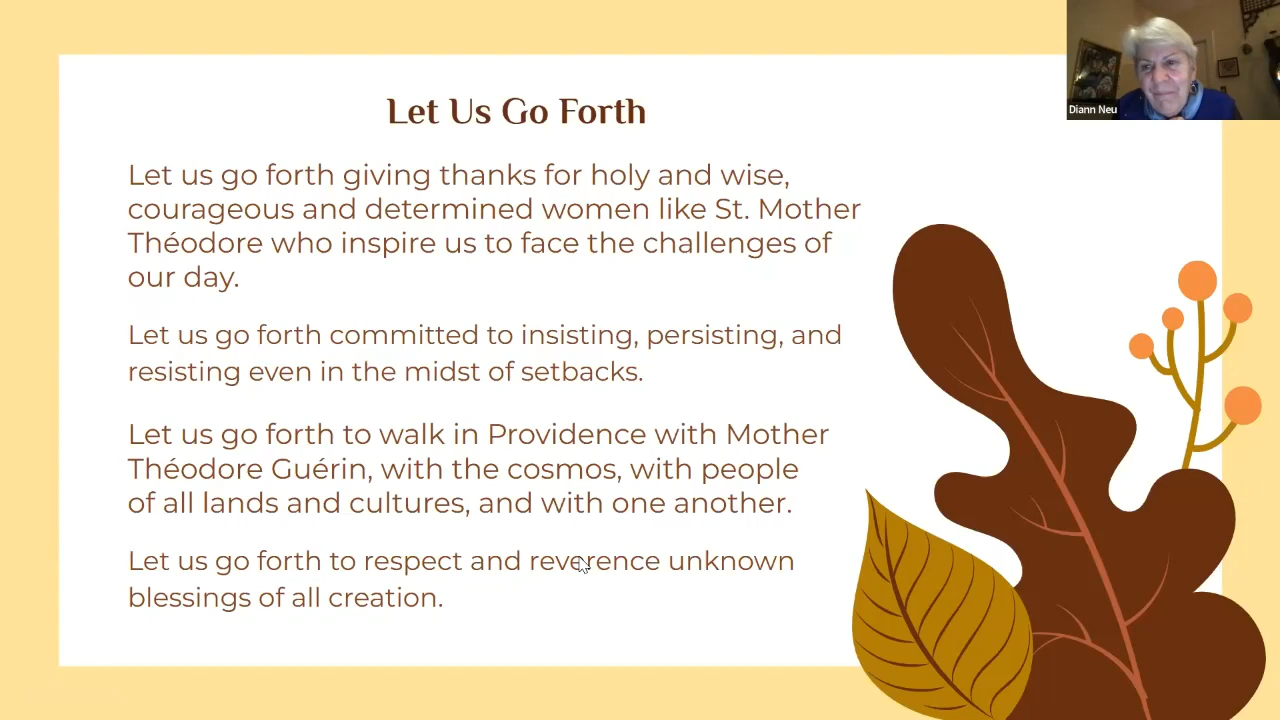 Let Us Go Forth
Diann Neu
Let us go forth giving thanks for holy and wise,
courageous and determined women like St. Mother
Théodore who inspire us to face the challenges of
our day.
Let us go forth committed to insisting, persisting, and
resisting even in the midst of setbacks.
Let us go forth to walk in Providence with Mother
Théodore Guérin, with the cosmos, with people
of all lands and cultures, and with one another.
Let us go forth to respect and reverence unknown
blessings of all creation.